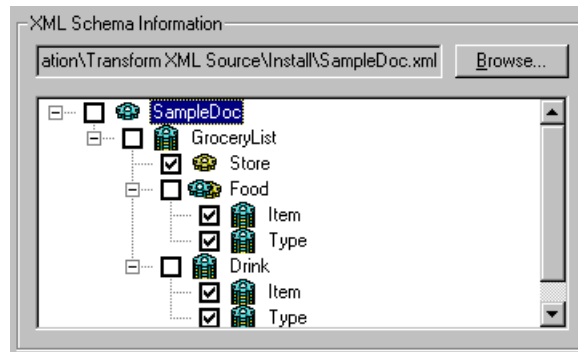 XML Schema Information
ation\Transform XML Source\Install\SampleDoc.xml Browse...
SampleDoc
GroceryList
Store
Food
Item
Type
Drink
Item
Type